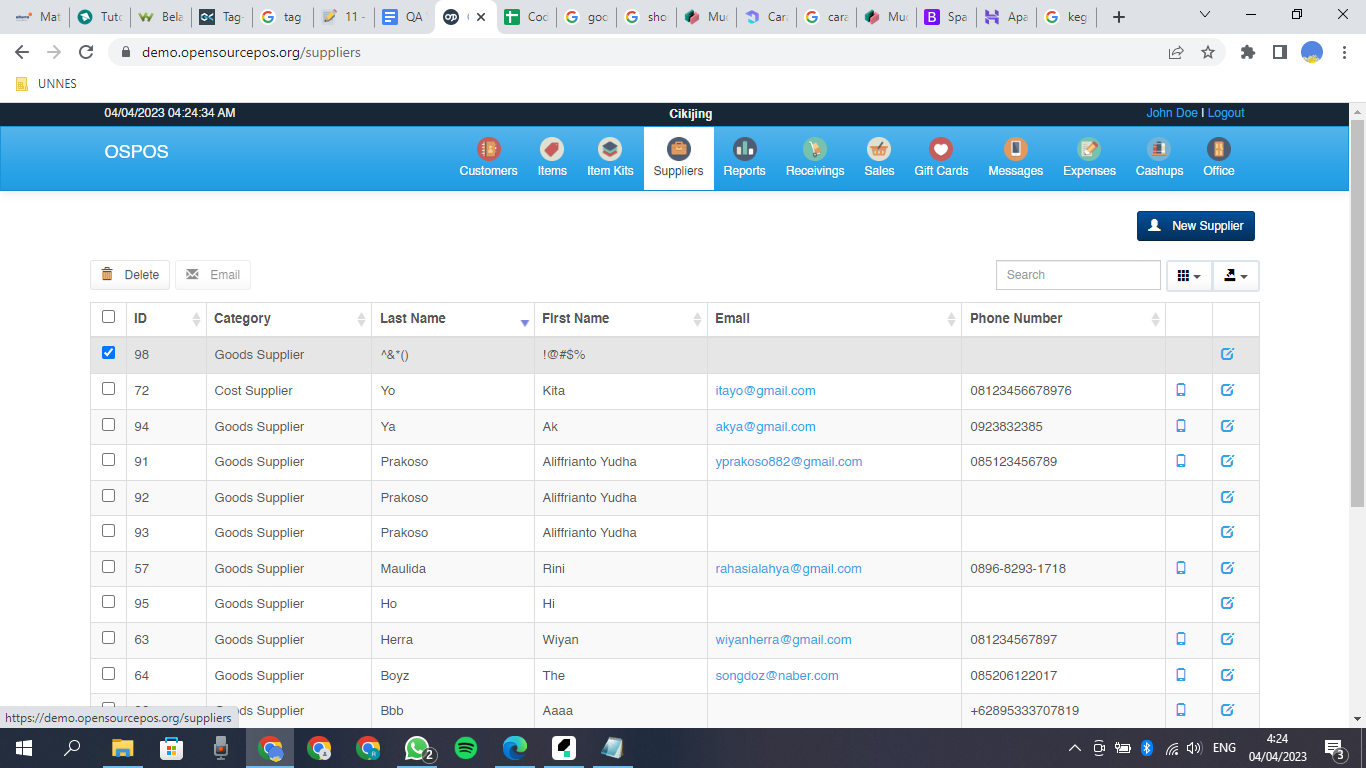 Mat Tuto Bela Tag- tag 11 - QA Cod goo sho Muc Cara cara Muc Spa Apa keg
demo.opensourcepos.org/suppliers
UNNES
04/04/2023 04:24:34 AM Cikijing John Doe | Logout
OSPOS Customers Items Item Kits Suppliers Reports Receivings Sales Gift Cards Messages Expenses Cashups Office
New Supplier
Delete Email Search
ID Category Last Name First Name Email Phone Number
98 Goods Supplier ^&*() !@#$%
72 Cost Supplier Yo Kita itayo@gmail.com 08123456678976
94 Goods Supplier Ya Ak akya@gmail.com 0923832385
91 Goods Supplier Prakoso Aliffrianto Yudha yprakoso882@gmail.com 085123456789
92 Goods Supplier Prakoso Aliffrianto Yudha
93 Goods Supplier Prakoso Aliffrianto Yudha
57 Goods Supplier Maulida Rini rahasialahya@gmail.com 0896-8293-1718
95 Goods Supplier Ho Hi
63 Goods Supplier Herra Wiyan wiyanherra@gmail.com 081234567897
64 Goods Supplier Boyz The songdoz@naber.com 085206122017
Goods Supplier Bbb Aaaa +62895333707819
https://demo.opensourcepos.org/suppliers
2 ENG 4:24
04/04/2023 3